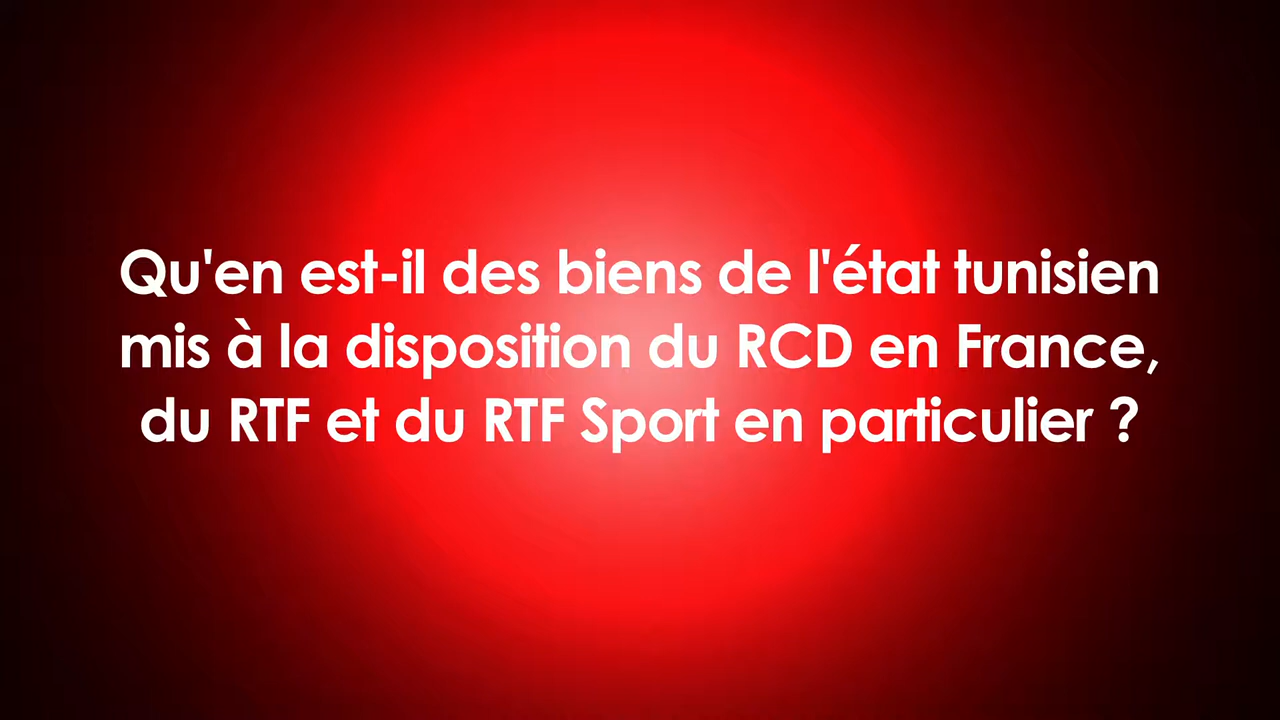 Qu'en est-il des biens de l'état tunisien
mis à la disposition du RCD en France,
du RTF et du RTF Sport en particulier ?